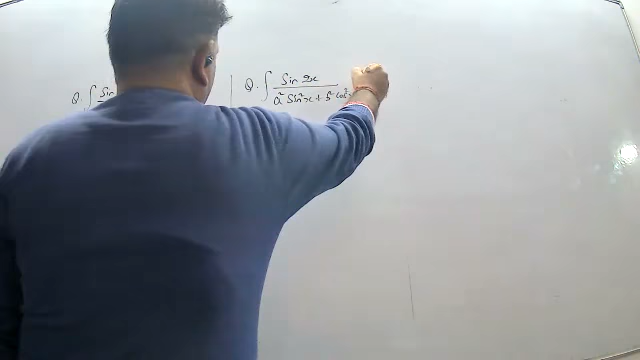 Q. ∫ Sin
Q. ∫ Sin 2x / a² Sin²x + b² Cos²x